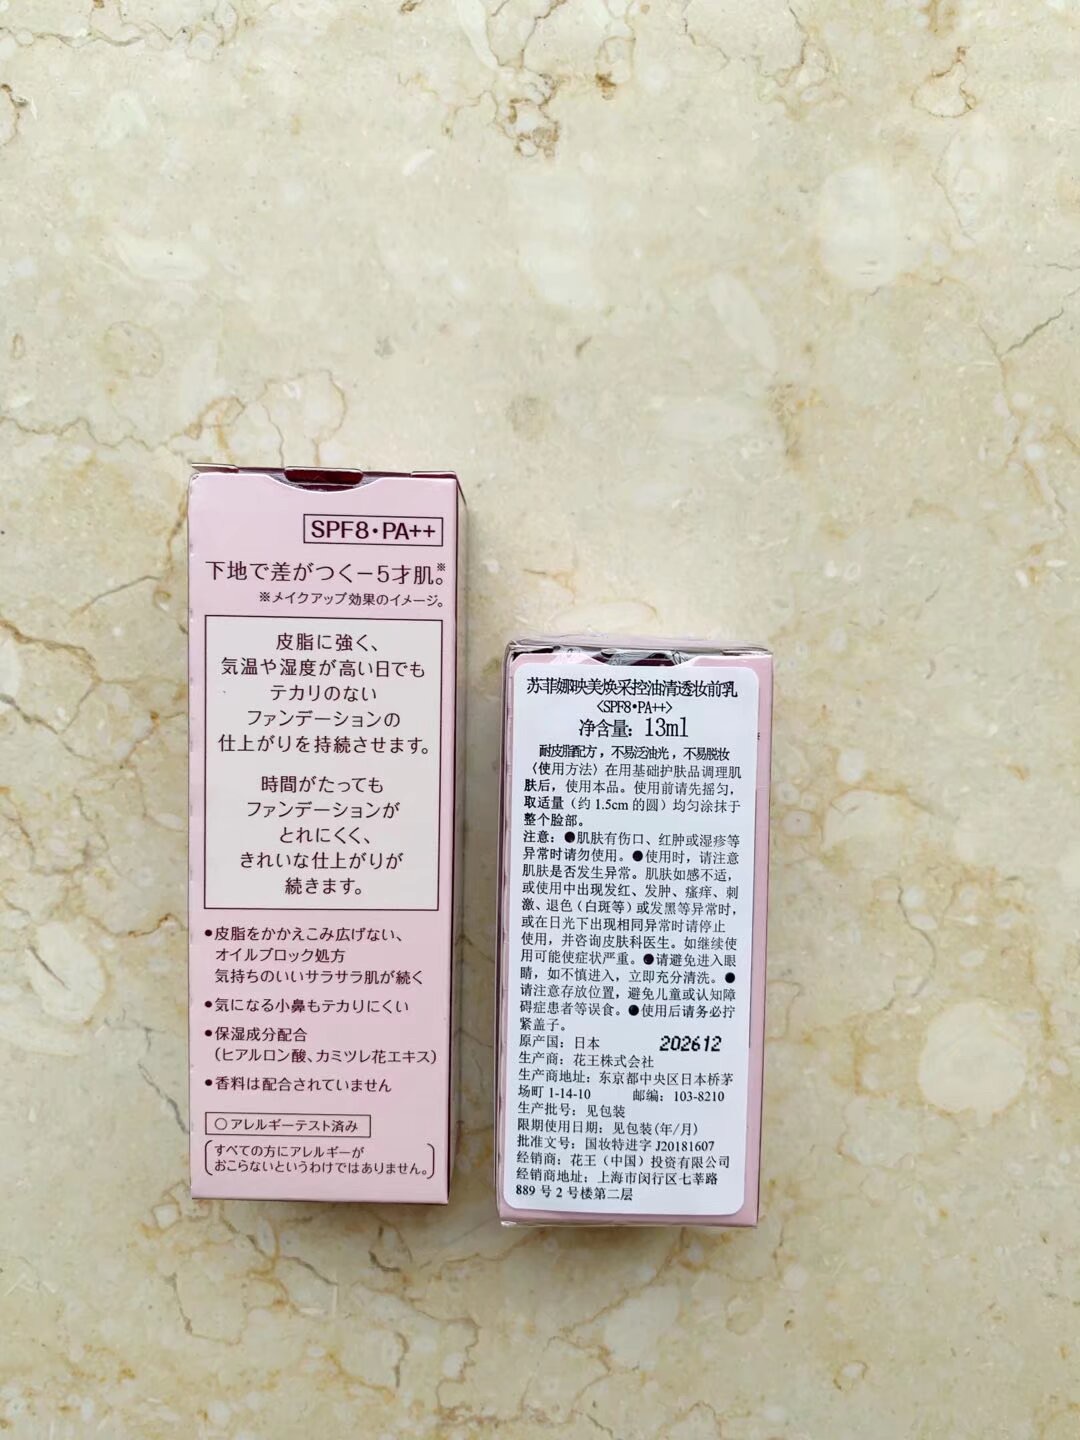 SPF8・PA++
下地で差がつく−5才肌。※
※メイクアップ効果のイメージ。
皮脂に強く、
気温や湿度が高い日でも
テカリのない
ファンデーションの
仕上がりを持続させます。
時間がたっても
ファンデーションが
とれにくく、
きれいな仕上がりが
続きます。
●皮脂をかかえこみ広げない、
オイルブロック処方
気持ちのいいサラサラ肌が続く
●気になる小鼻もテカリにくい
●保湿成分配合
(ヒアルロン酸、カミツレ花エキス)
●香料は配合されていません
○アレルギーテスト済み
(すべての方にアレルギーが
おこらないというわけではありません。)
苏菲娜映美焕采控油清透妆前乳
<SPF8•PA++>
净含量: 13ml
耐皮脂配方，不易泛油光，不易脱妆
〈使用方法〉在用基础护肤品调理肌
肤后，使用本品。使用前请先摇匀，
取适量（约 1.5cm 的圆）均匀涂抹于
整个脸部。
注意：●肌肤有伤口、红肿或湿疹等
异常时请勿使用。●使用时，请注意
肌肤是否发生异常。肌肤如感不适，
或使用中出现发红、发肿、瘙痒、刺
激、退色（白斑等）或发黑等异常时，
或在日光下出现相同异常时请停止
使用，并咨询皮肤科医生。如继续使
用可能使症状严重。●请避免进入眼
睛，如不慎进入，立即充分清洗。●
请注意存放位置，避免儿童或认知障
碍症患者等误食。●使用后请务必拧
紧盖子。
原产国：日本 202612
生产商：花王株式会社
生产商地址：东京都中央区日本桥茅
场町 1-14-10 邮编：103-8210
生产批号：见包装
限期使用日期：见包装(年/月)
批准文号：国妆特进字 J20181607
经销商：花王（中国）投资有限公司
经销商地址：上海市闵行区七莘路
889 号 2 号楼第二层